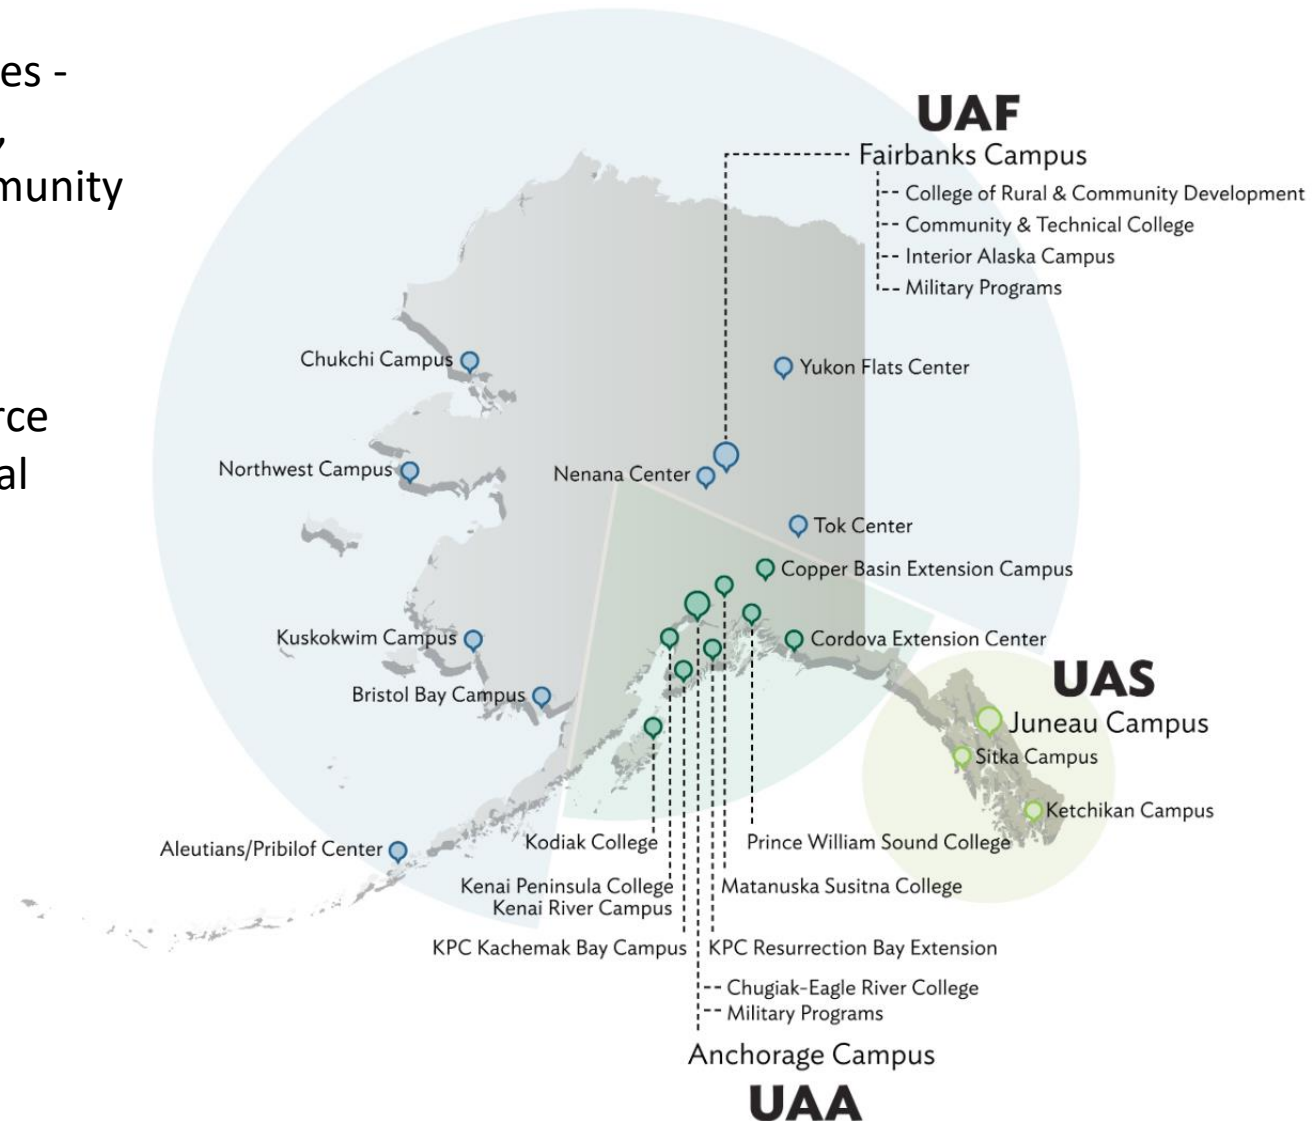 es -
,
munity
rce
al
UAF
Fairbanks Campus
-- College of Rural & Community Development
-- Community & Technical College
-- Interior Alaska Campus
-- Military Programs
Chukchi Campus
Yukon Flats Center
Northwest Campus
Nenana Center
Tok Center
Copper Basin Extension Campus
Kuskokwim Campus
Cordova Extension Center
Bristol Bay Campus
UAS
Juneau Campus
Sitka Campus
Ketchikan Campus
Aleutians/Pribilof Center
Kodiak College
Prince William Sound College
Kenai Peninsula College
Kenai River Campus
Matanuska Susitna College
KPC Kachemak Bay Campus
KPC Resurrection Bay Extension
-- Chugiak-Eagle River College
-- Military Programs
Anchorage Campus
UAA